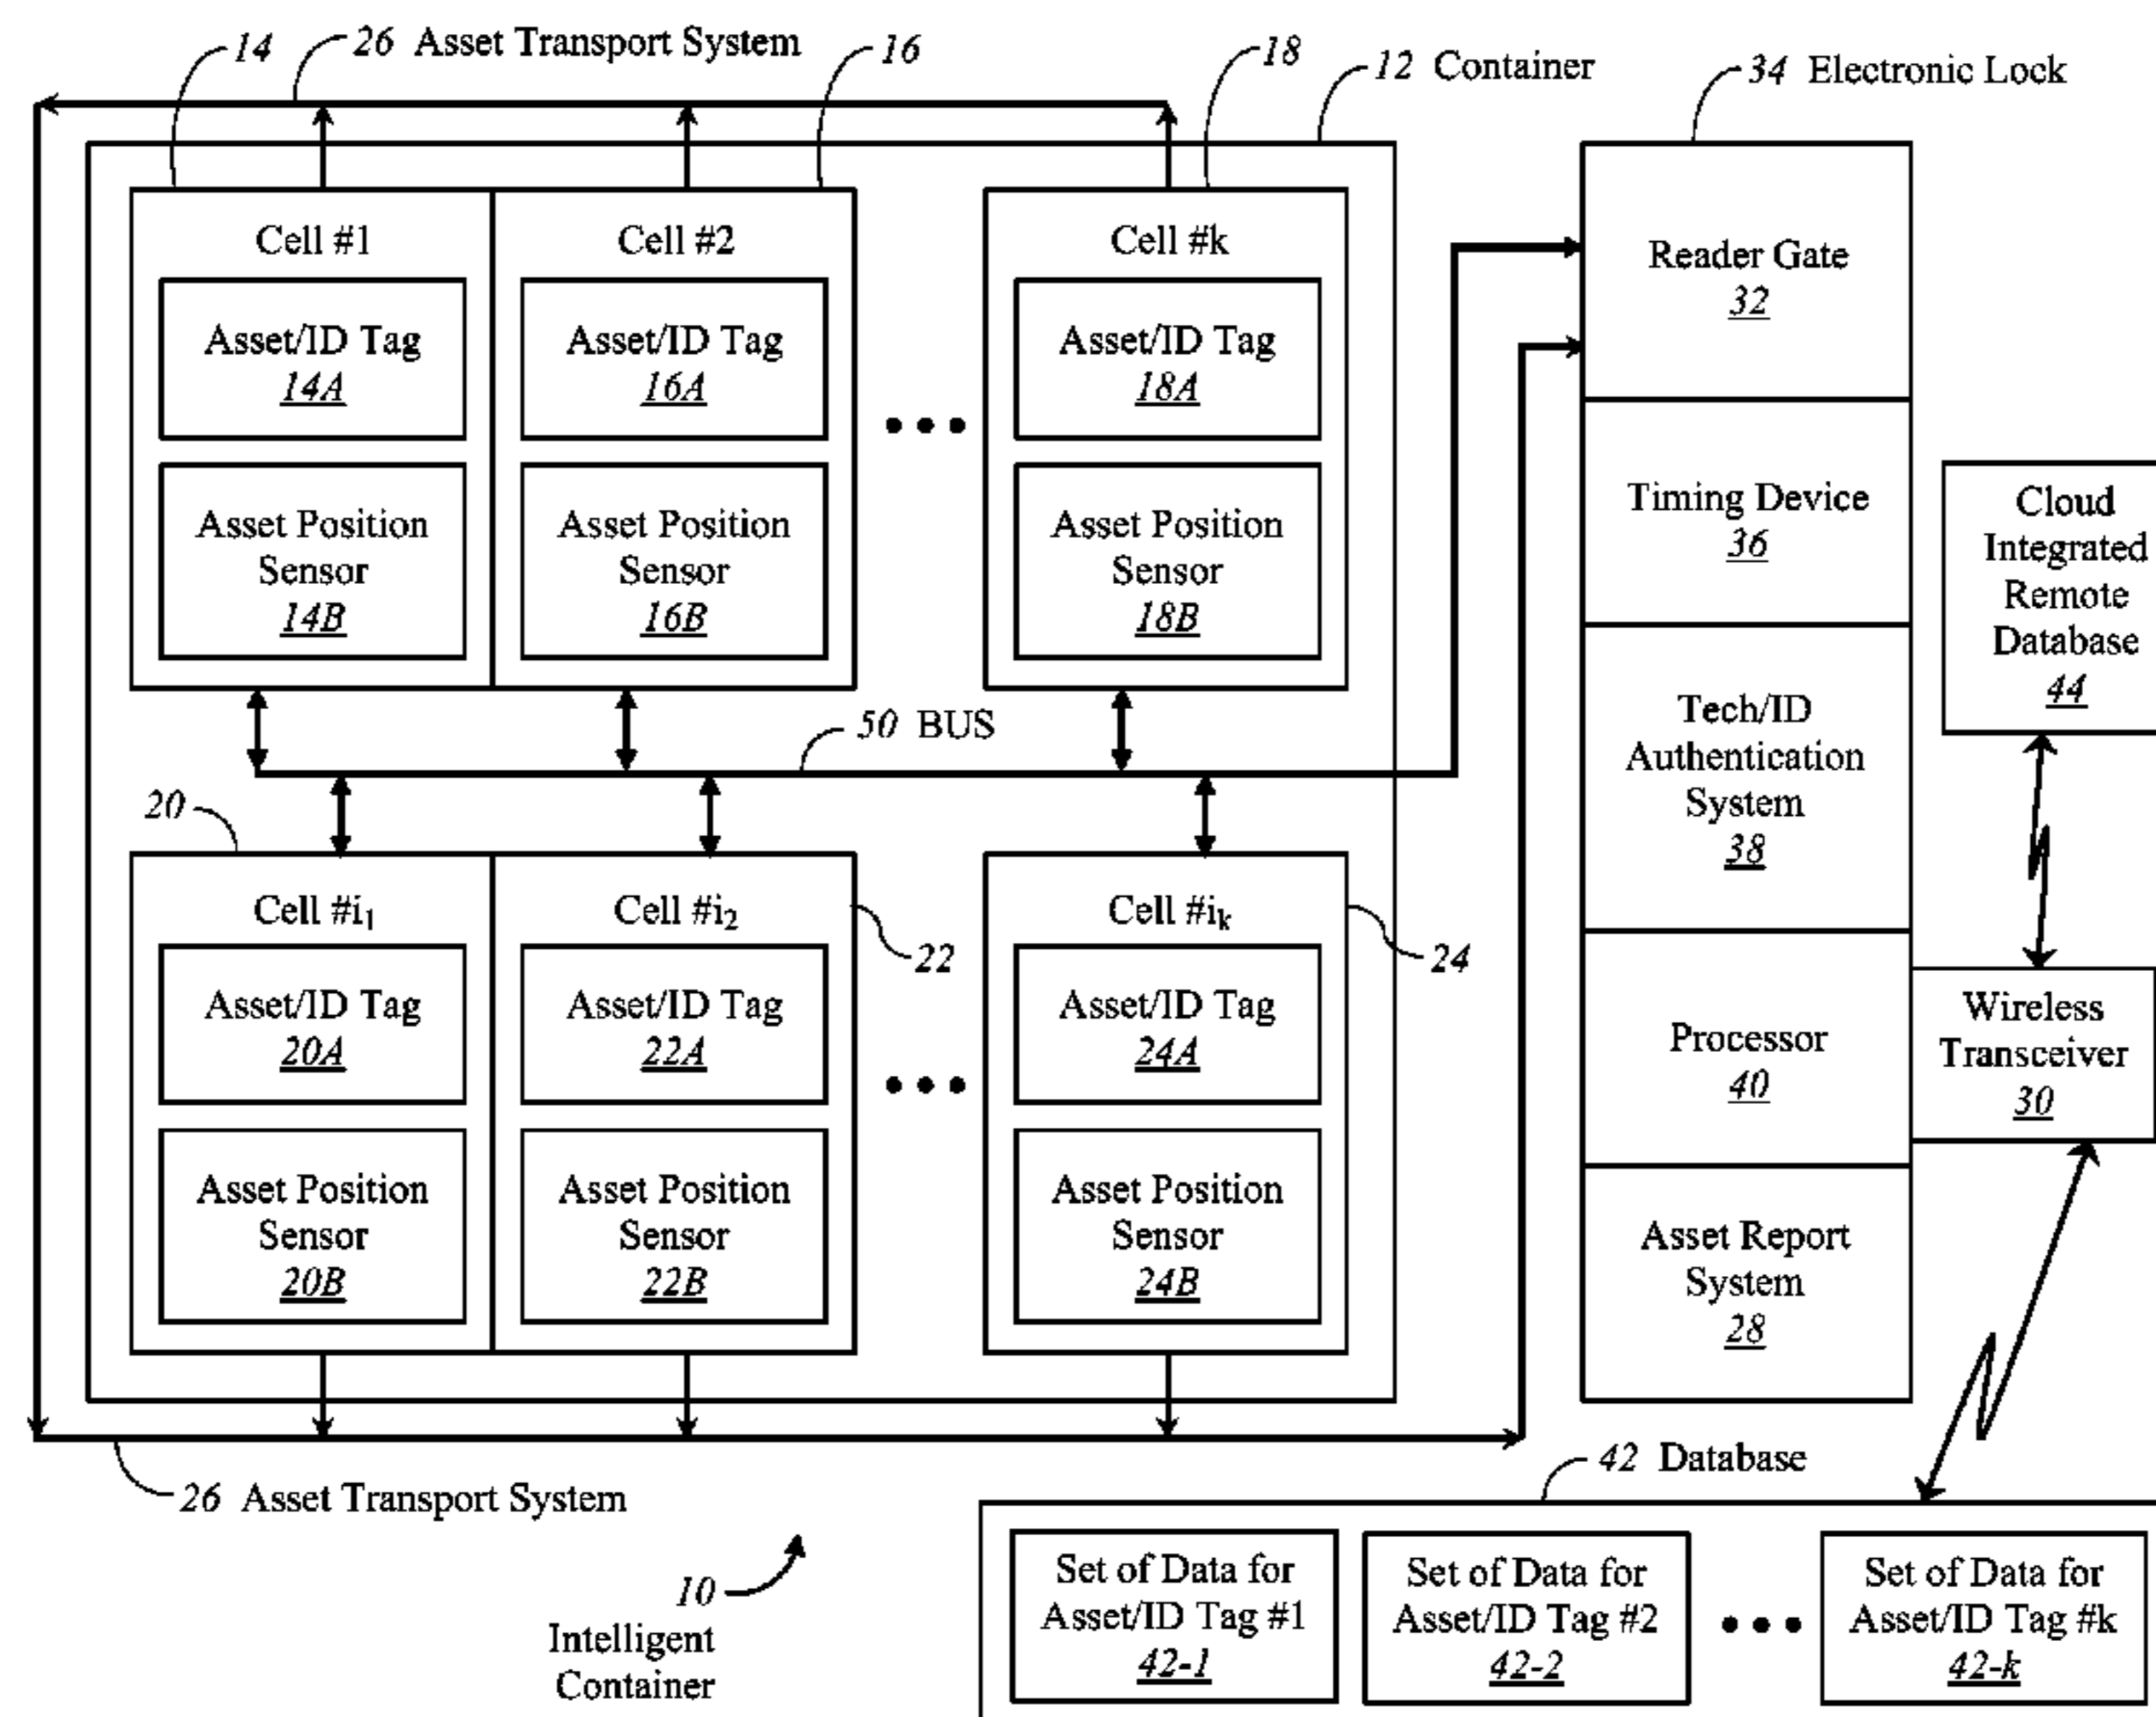 14
26 Asset Transport System
16
18
12 Container
34 Electronic Lock
Cell #1
Asset/ID Tag
14A
Asset Position
Sensor
14B
Cell #2
Asset/ID Tag
16A
Asset Position
Sensor
16B
Cell #k
Asset/ID Tag
18A
Asset Position
Sensor
18B
50 BUS
20
Cell #i₁
Asset/ID Tag
20A
Asset Position
Sensor
20B
Cell #i₂
22
Asset/ID Tag
22A
Asset Position
Sensor
22B
Cell #iₖ
24
Asset/ID Tag
24A
Asset Position
Sensor
24B
Reader Gate
32
Timing Device
36
Tech/ID
Authentication
System
38
Processor
40
Asset Report
System
28
Cloud
Integrated
Remote
Database
44
Wireless
Transceiver
30
26 Asset Transport System
10
Intelligent
Container
42 Database
Set of Data for
Asset/ID Tag #1
42-1
Set of Data for
Asset/ID Tag #2
42-2
Set of Data for
Asset/ID Tag #k
42-k